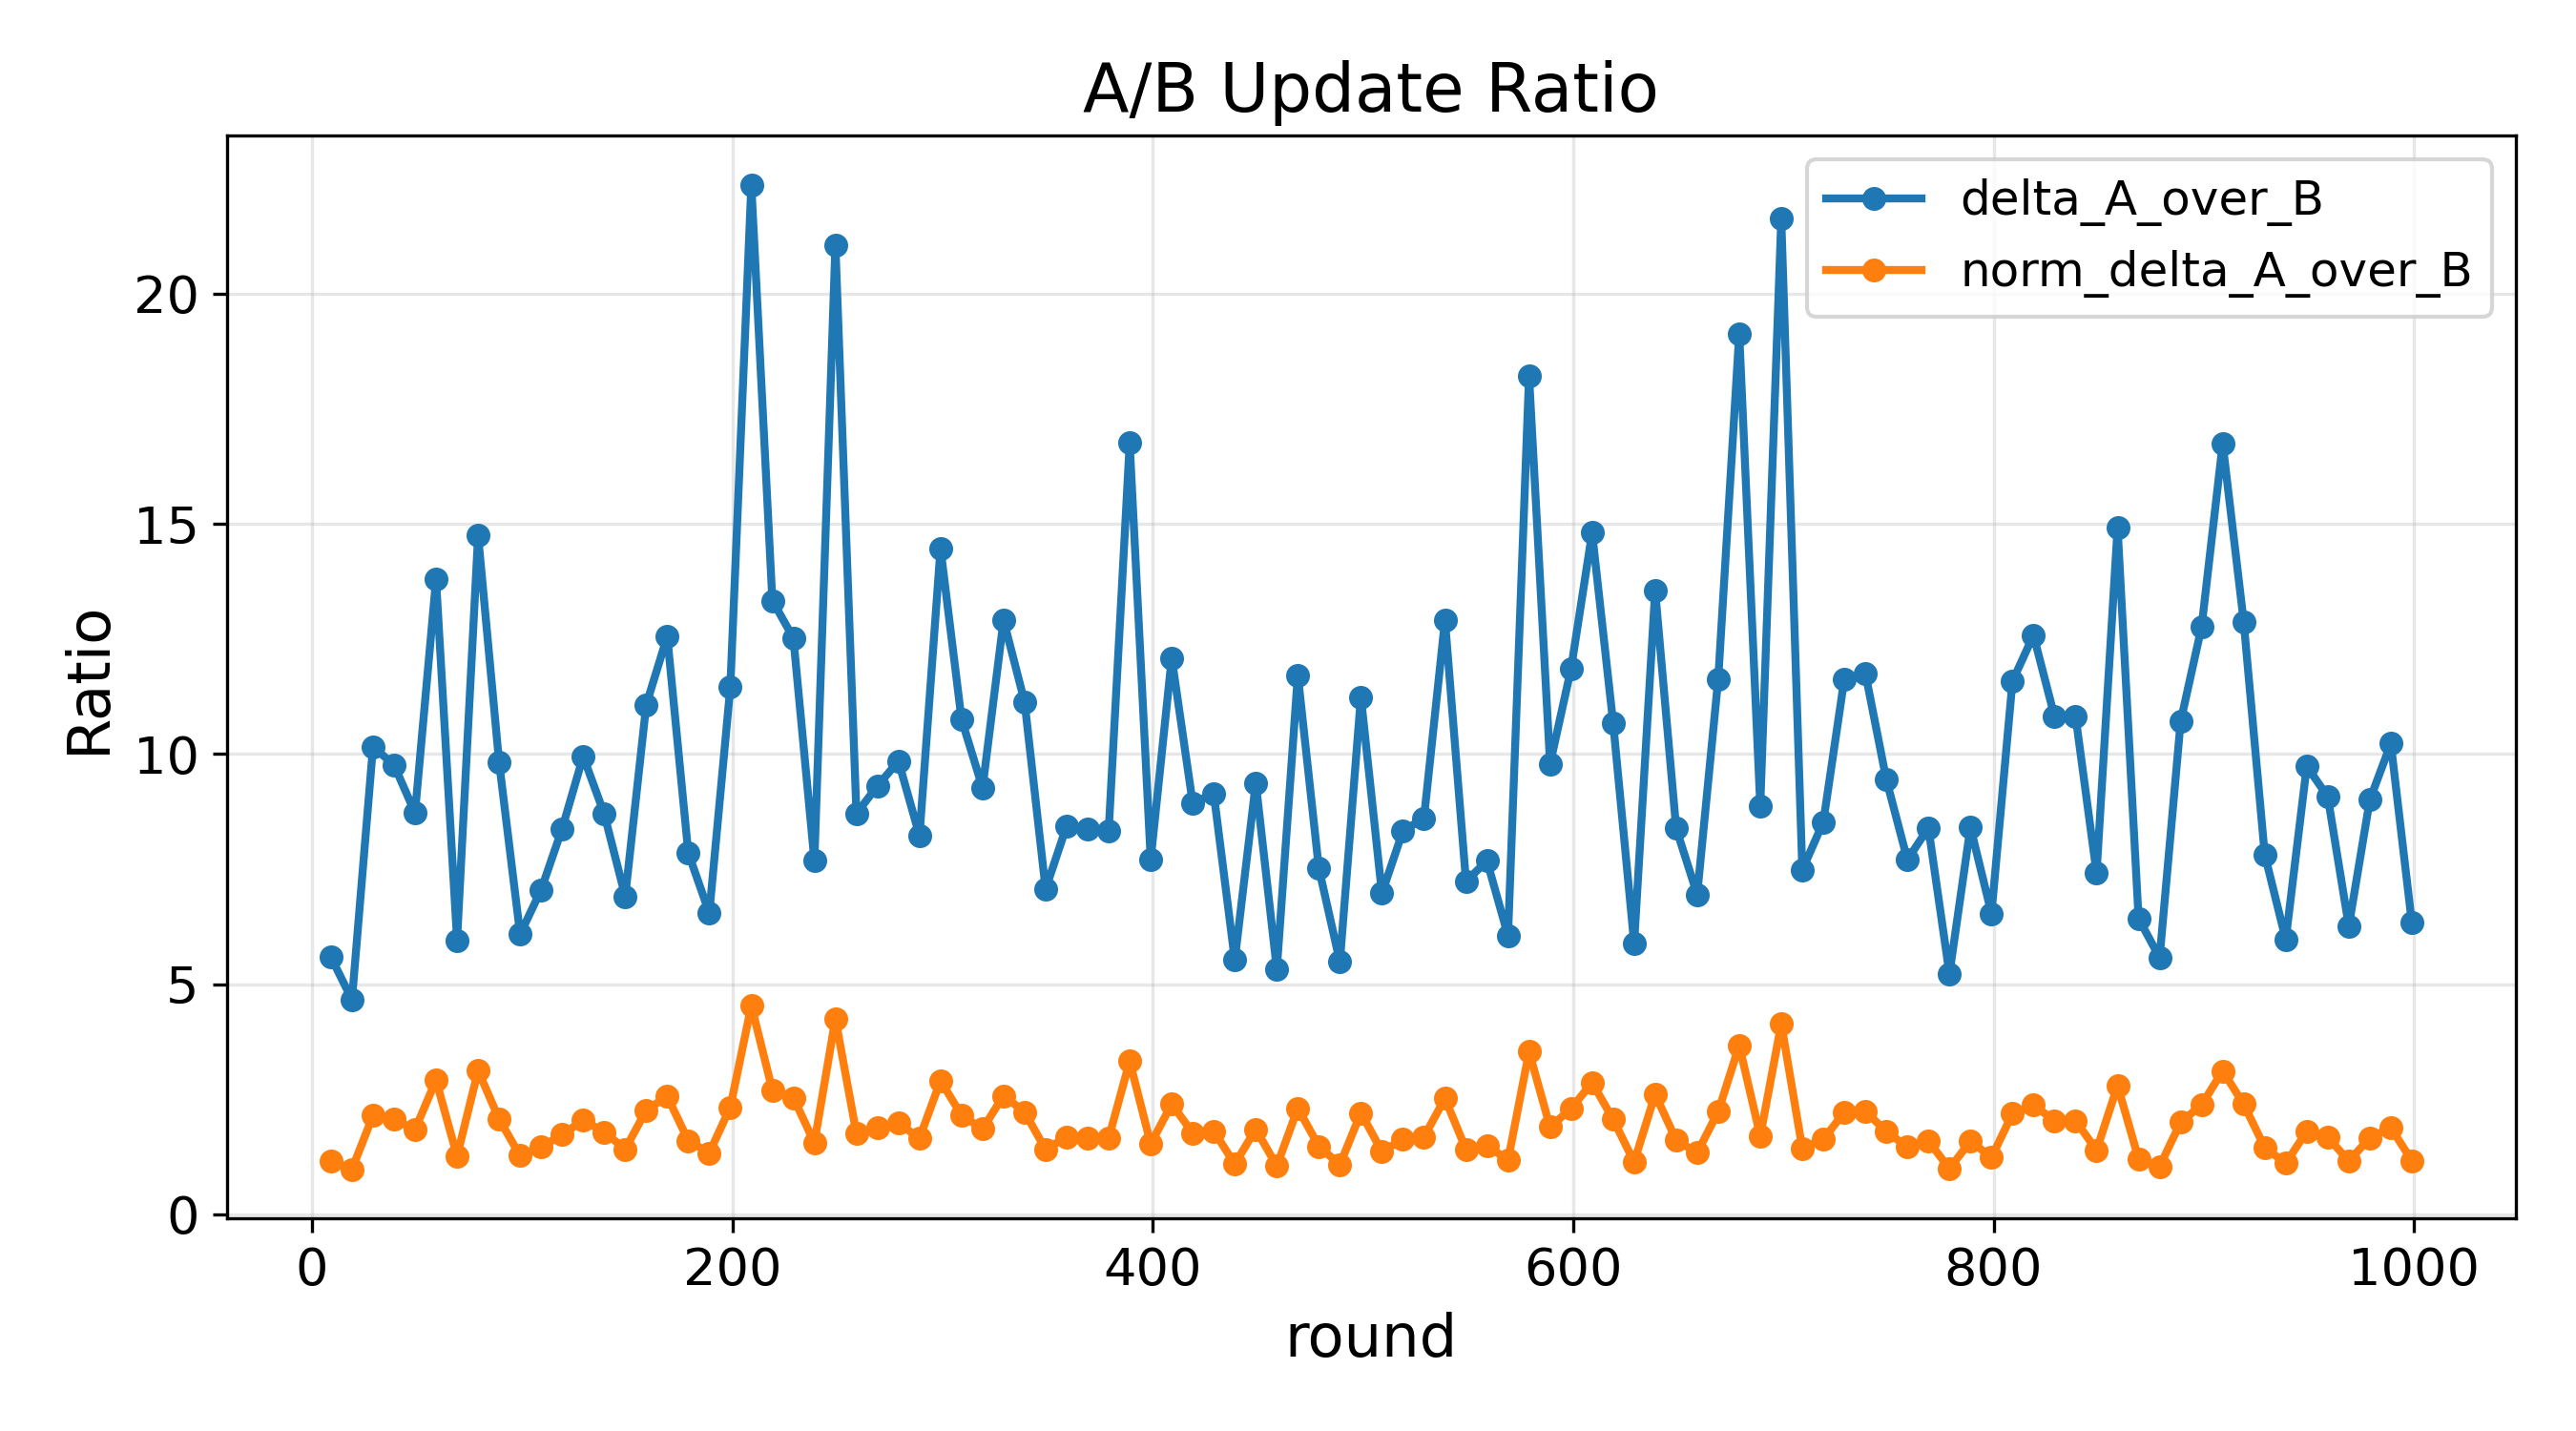 A/B Update Ratio
delta_A_over_B
norm_delta_A_over_B
Ratio
20
15
10
5
0
0 200 400 600 800 1000
round